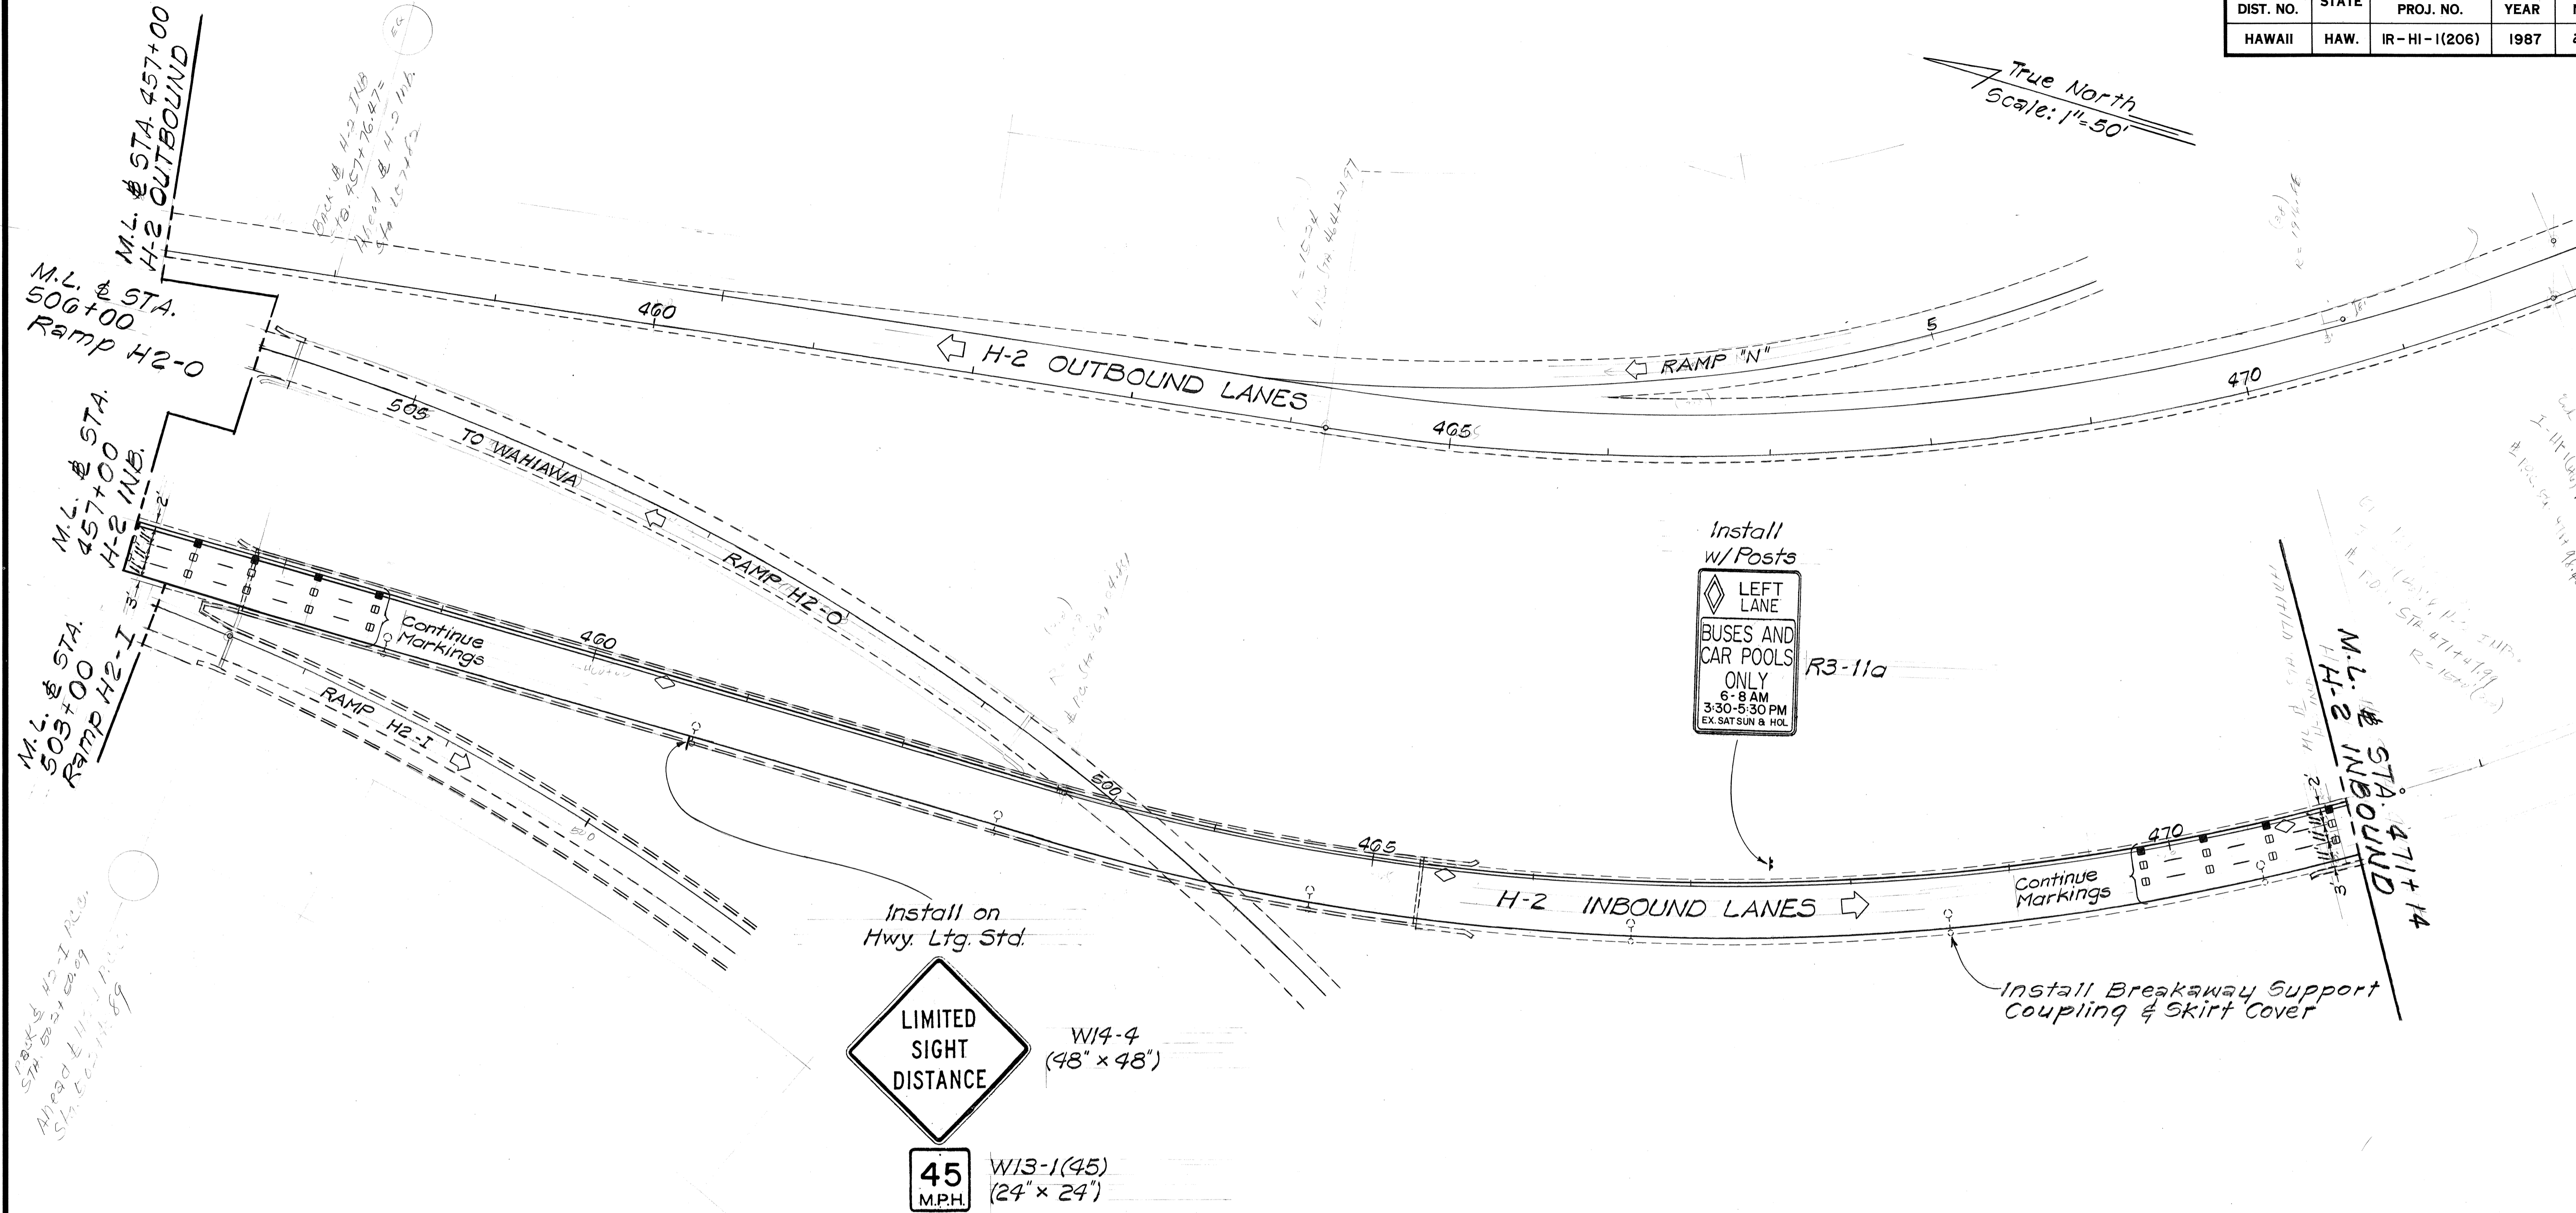 DIST. NO.
STATE
PROJ. NO.
YEAR
HAWAII
HAW.
IR-HI-1(206)
1987
True North
Scale: 1"=50'
M.L. ⅊ STA. 457+00
H-2 OUTBOUND
M.L. ⅊ STA.
506+00
Ramp H2-O
M.L. ⅊ STA.
457+00
H-2 INB.
M.L. ⅊ STA.
503+00
Ramp H2-I
460
H-2 OUTBOUND LANES
RAMP "N"
5
465
470
505
TO WAHIAWA
RAMP H2-O
500
2'
3'
Continue
Markings
460
RAMP H2-I
500
465
H-2 INBOUND LANES
Continue
Markings
470
2'
3'
M.L. ⅊ STA. 471+14
H-2 INBOUND
Install
w/Posts
LEFT
LANE
BUSES AND
CAR POOLS
ONLY
6-8 AM
3:30-5:30 PM
EX. SAT SUN & HOL
R3-11a
Install Breakaway Support
Coupling & Skirt Cover
Install on
Hwy. Ltg. Std.
LIMITED
SIGHT
DISTANCE
W14-4
(48" x 48")
45
M.P.H.
W13-1(45)
(24" x 24")